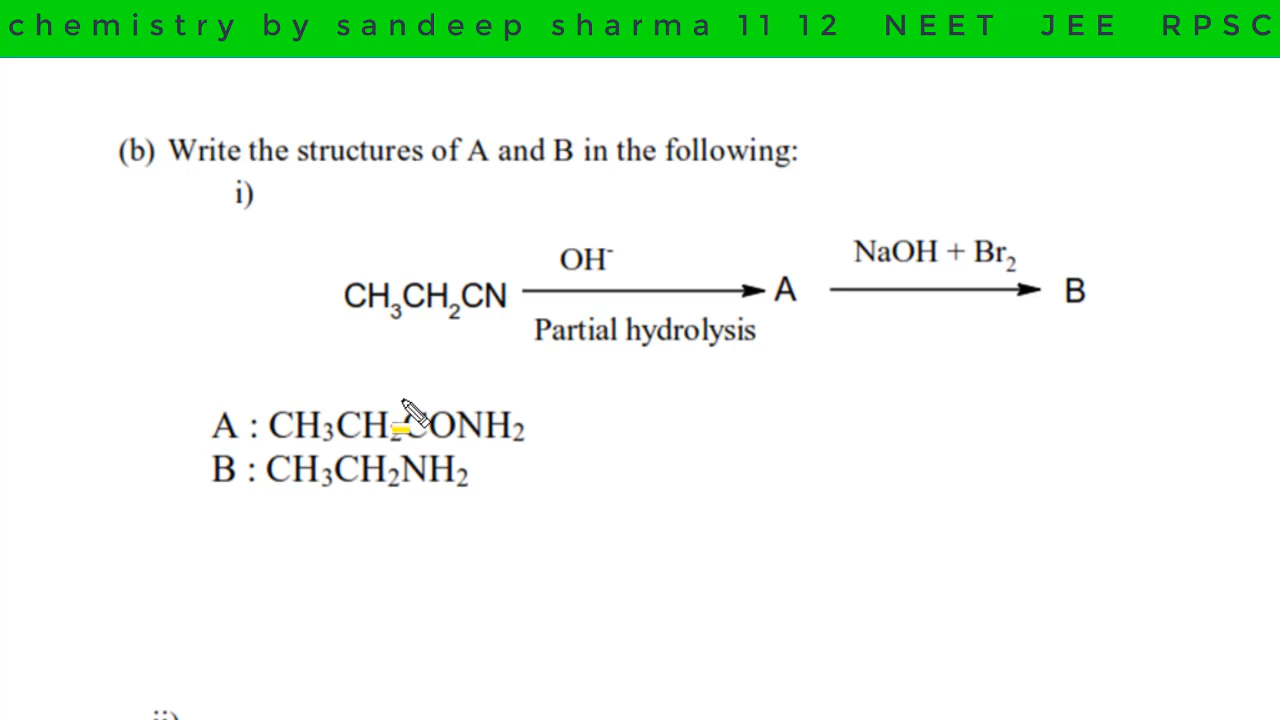 chemistry by sandeep sharma 11 12 NEET JEE RPSC
(b) Write the structures of A and B in the following:
i)
CH₃CH₂CN OH⁻ Partial hydrolysis A NaOH + Br₂ B
A : CH₃CH₂CONH₂
B : CH₃CH₂NH₂